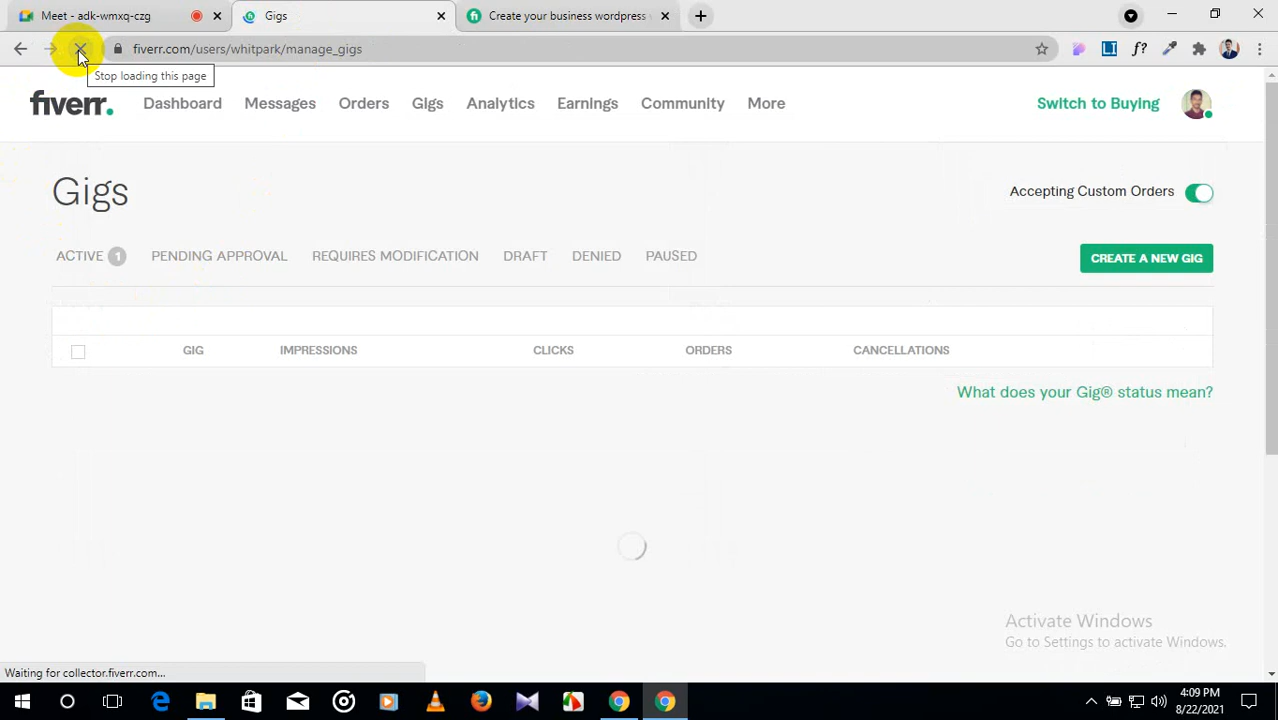 Meet - adk-wmxq-czg
Gigs
Create your business wordpress
fiverr.com/users/whitpark/manage_gigs
Stop loading this page
fiverr.
Dashboard Messages Orders Gigs Analytics Earnings Community More
Switch to Buying
Gigs
Accepting Custom Orders
ACTIVE 1 PENDING APPROVAL REQUIRES MODIFICATION DRAFT DENIED PAUSED
CREATE A NEW GIG
GIG IMPRESSIONS CLICKS ORDERS CANCELLATIONS
What does your Gig® status mean?
Activate Windows
Go to Settings to activate Windows.
Waiting for collector.fiverr.com...
4:09 PM
8/22/2021